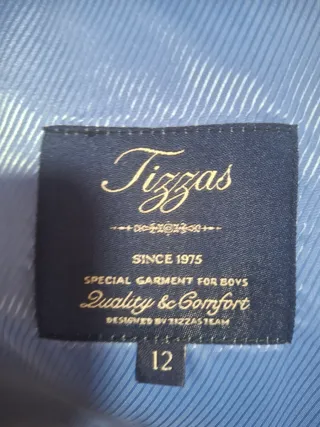 Tizzas
SINCE 1975
SPECIAL GARMENT FOR BOYS
Quality & Comfort
DESIGNED BY TIZZAS TEAM
12